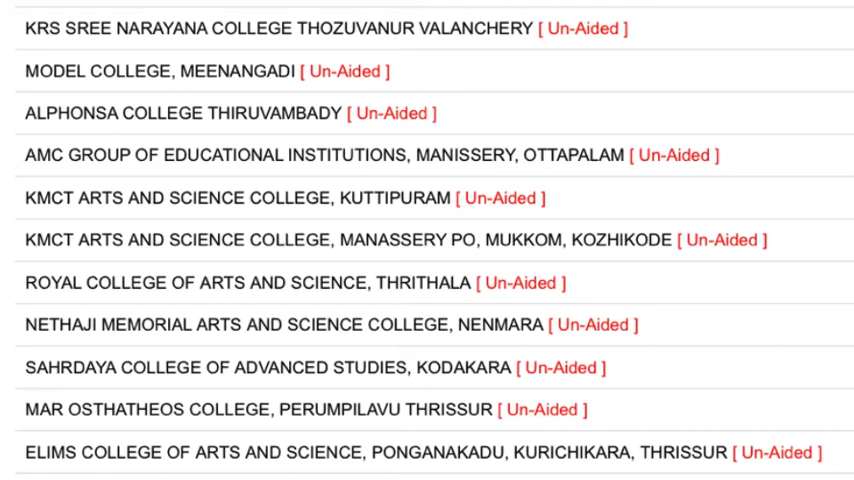 KRS SREE NARAYANA COLLEGE THOZUVANUR VALANCHERY [ Un-Aided ]
MODEL COLLEGE, MEENANGADI [ Un-Aided ]
ALPHONSA COLLEGE THIRUVAMBADY [ Un-Aided ]
AMC GROUP OF EDUCATIONAL INSTITUTIONS, MANISSERY, OTTAPALAM [ Un-Aided ]
KMCT ARTS AND SCIENCE COLLEGE, KUTTIPURAM [ Un-Aided ]
KMCT ARTS AND SCIENCE COLLEGE, MANASSERY PO, MUKKOM, KOZHIKODE [ Un-Aided ]
ROYAL COLLEGE OF ARTS AND SCIENCE, THRITHALA [ Un-Aided ]
NETHAJI MEMORIAL ARTS AND SCIENCE COLLEGE, NENMARA [ Un-Aided ]
SAHRDAYA COLLEGE OF ADVANCED STUDIES, KODAKARA [ Un-Aided ]
MAR OSTHATHEOS COLLEGE, PERUMPILAVU THRISSUR [ Un-Aided ]
ELIMS COLLEGE OF ARTS AND SCIENCE, PONGANAKADU, KURICHIKARA, THRISSUR [ Un-Aided ]